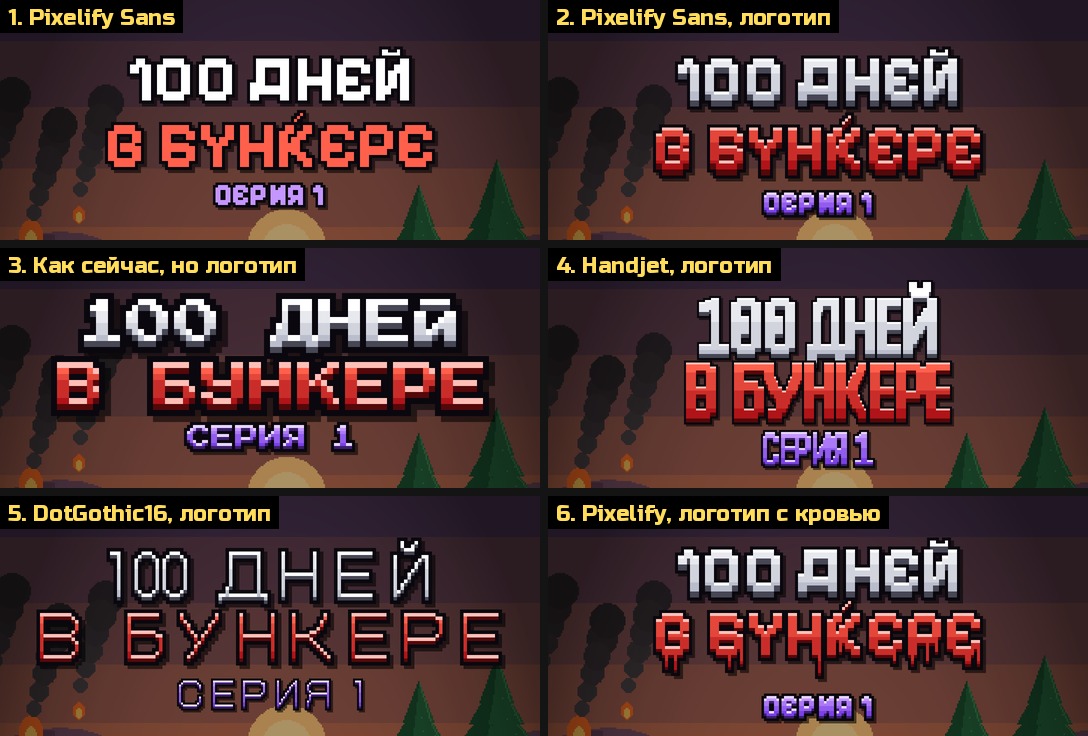 1. Pixelify Sans
100 ДНЕЙ
В БУНКЕРЕ
СЕРИЯ 1
2. Pixelify Sans, логотип
100 ДНЕЙ
В БУНКЕРЕ
СЕРИЯ 1
3. Как сейчас, но логотип
100 ДНЕЙ
В БУНКЕРЕ
СЕРИЯ 1
4. Handjet, логотип
100 ДНЕЙ
В БУНКЕРЕ
СЕРИЯ 1
5. DotGothic16, логотип
100 ДНЕЙ
В БУНКЕРЕ
СЕРИЯ 1
6. Pixelify, логотип с кровью
100 ДНЕЙ
В БУНКЕРЕ
СЕРИЯ 1